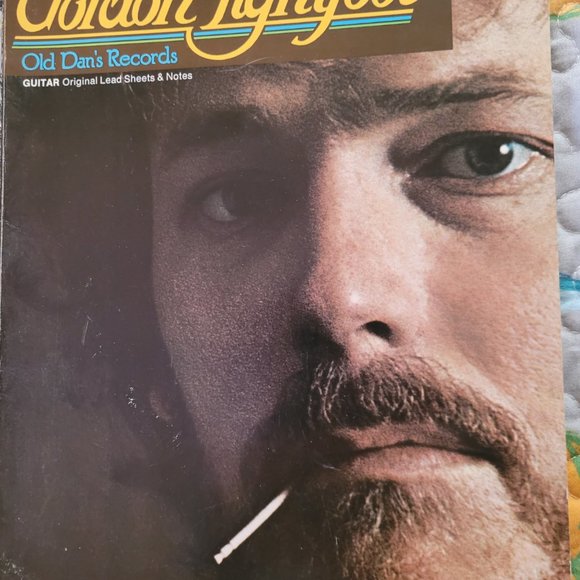 Gordon Lightfoot
Old Dan's Records
GUITAR Original Lead Sheets & Notes